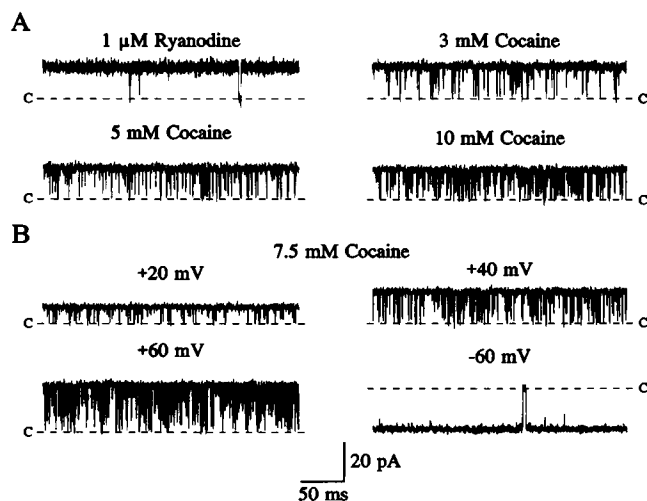 A
1 µM Ryanodine
3 mM Cocaine
C
C
5 mM Cocaine
10 mM Cocaine
C
C
B
7.5 mM Cocaine
+20 mV
+40 mV
C
C
+60 mV
-60 mV
C
C
20 pA
50 ms